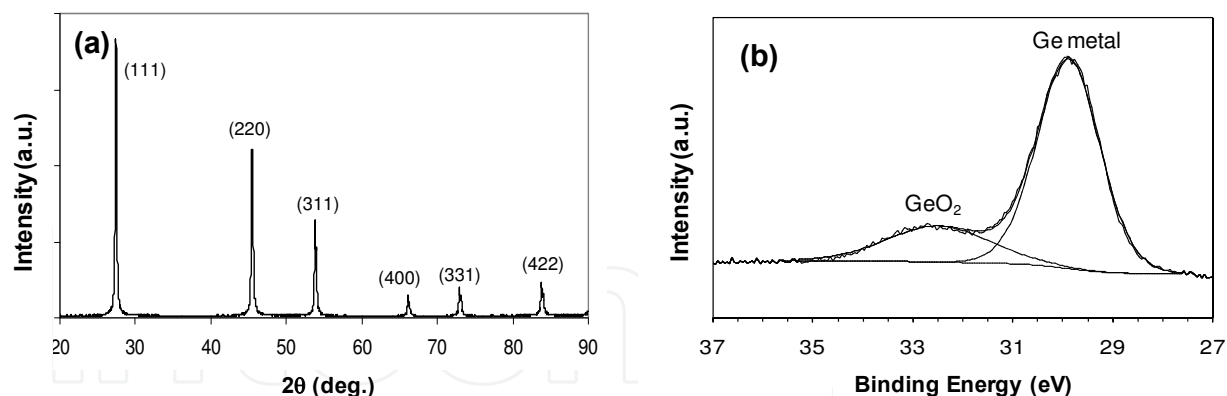 (a)
(111)
(220)
(311)
(400)
(331)
(422)
Intensity (a.u.)
20 30 40 50 60 70 80 90
2θ (deg.)
(b)
Ge metal
GeO₂
Intensity (a.u.)
37 35 33 31 29 27
Binding Energy (eV)